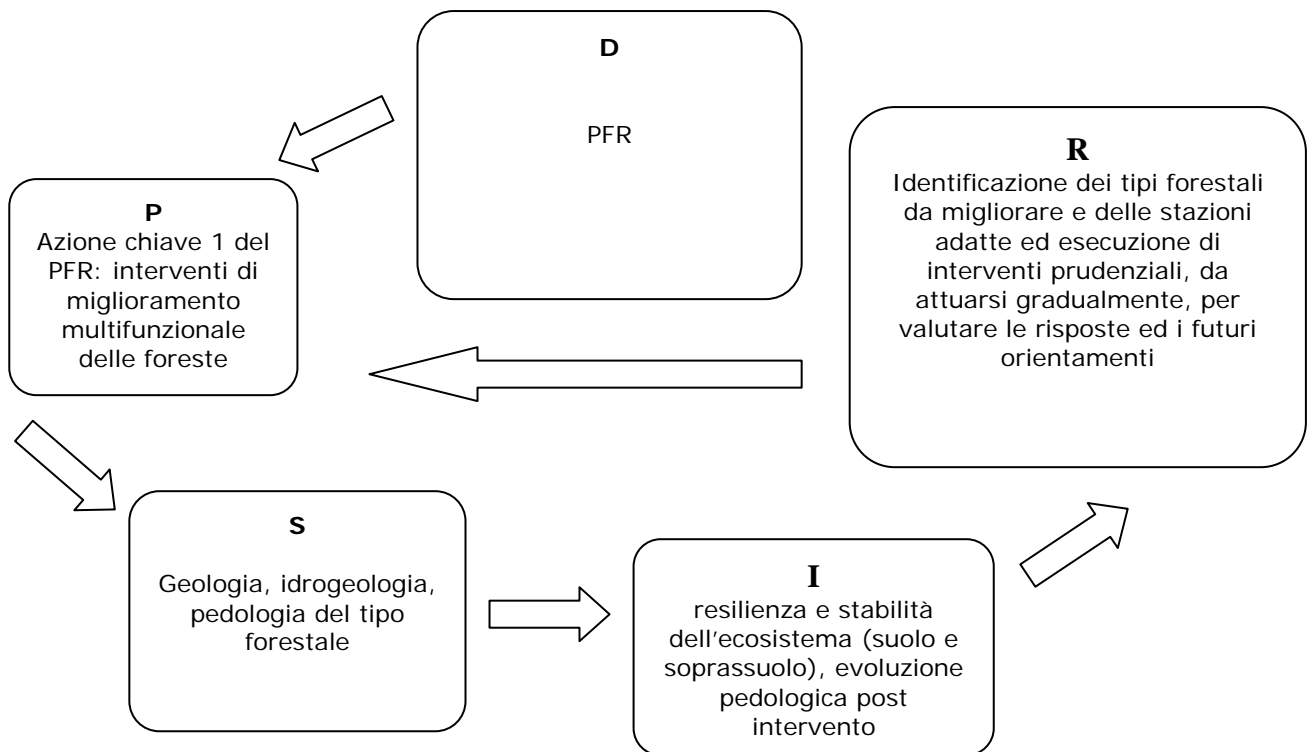 D
PFR
P
Azione chiave 1 del
PFR: interventi di
miglioramento
multifunzionale
delle foreste
S
Geologia, idrogeologia,
pedologia del tipo
forestale
I
resilienza e stabilità
dell’ecosistema (suolo e
soprassuolo), evoluzione
pedologica post
intervento
R
Identificazione dei tipi forestali
da migliorare e delle stazioni
adatte ed esecuzione di
interventi prudenziali, da
attuarsi gradualmente, per
valutare le risposte ed i futuri
orientamenti